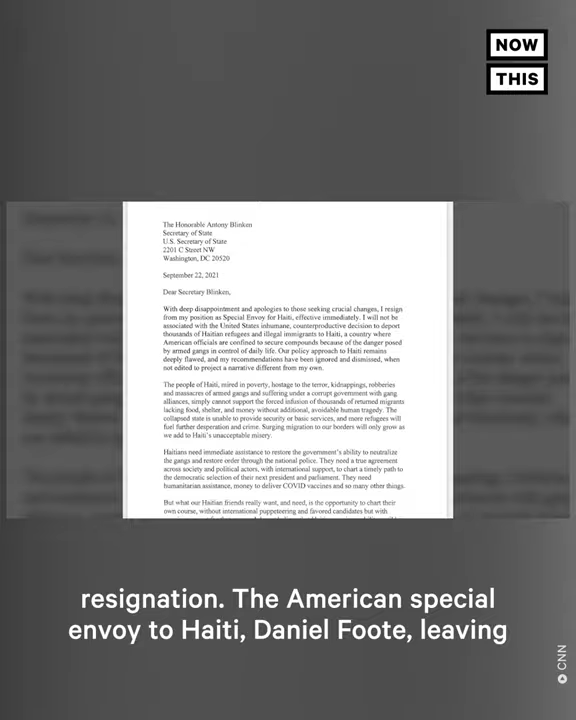 NOW
THIS
The Honorable Antony Blinken
Secretary of State
U.S. Secretary of State
2201 C Street NW
Washington, DC 20520
September 22, 2021
Dear Secretary Blinken,
With deep disappointment and apologies to those seeking crucial changes, I resign
from my position as Special Envoy for Haiti, effective immediately. I will not be
associated with the United States inhumane, counterproductive decision to deport
thousands of Haitian refugees and illegal immigrants to Haiti, a country where
American officials are confined to secure compounds because of the danger posed
by armed gangs in control of daily life. Our policy approach to Haiti remains
deeply flawed, and my recommendations have been ignored and dismissed, when
not edited to project a narrative different from my own.
The people of Haiti, mired in poverty, hostage to the terror, kidnappings, robberies
and massacres of armed gangs and suffering under a corrupt government with gang
alliances, simply cannot support the forced infusion of thousands of returned migrants
lacking food, shelter, and money without additional, avoidable human tragedy. The
collapsed state is unable to provide security or basic services, and more refugees will
fuel further desperation and crime. Surging migration to our borders will only grow as
we add to Haiti's unacceptable misery.
Haitians need immediate assistance to restore the government's ability to neutralize
the gangs and restore order through the national police. They need a true agreement
across society and political actors, with international support, to chart a timely path to
the democratic selection of their next president and parliament. They need
humanitarian assistance, money to deliver COVID vaccines and so many other things.
But what our Haitian friends really want, and need, is the opportunity to chart their
own course, without international puppeteering and favored candidates but with
resignation. The American special
envoy to Haiti, Daniel Foote, leaving
CNN